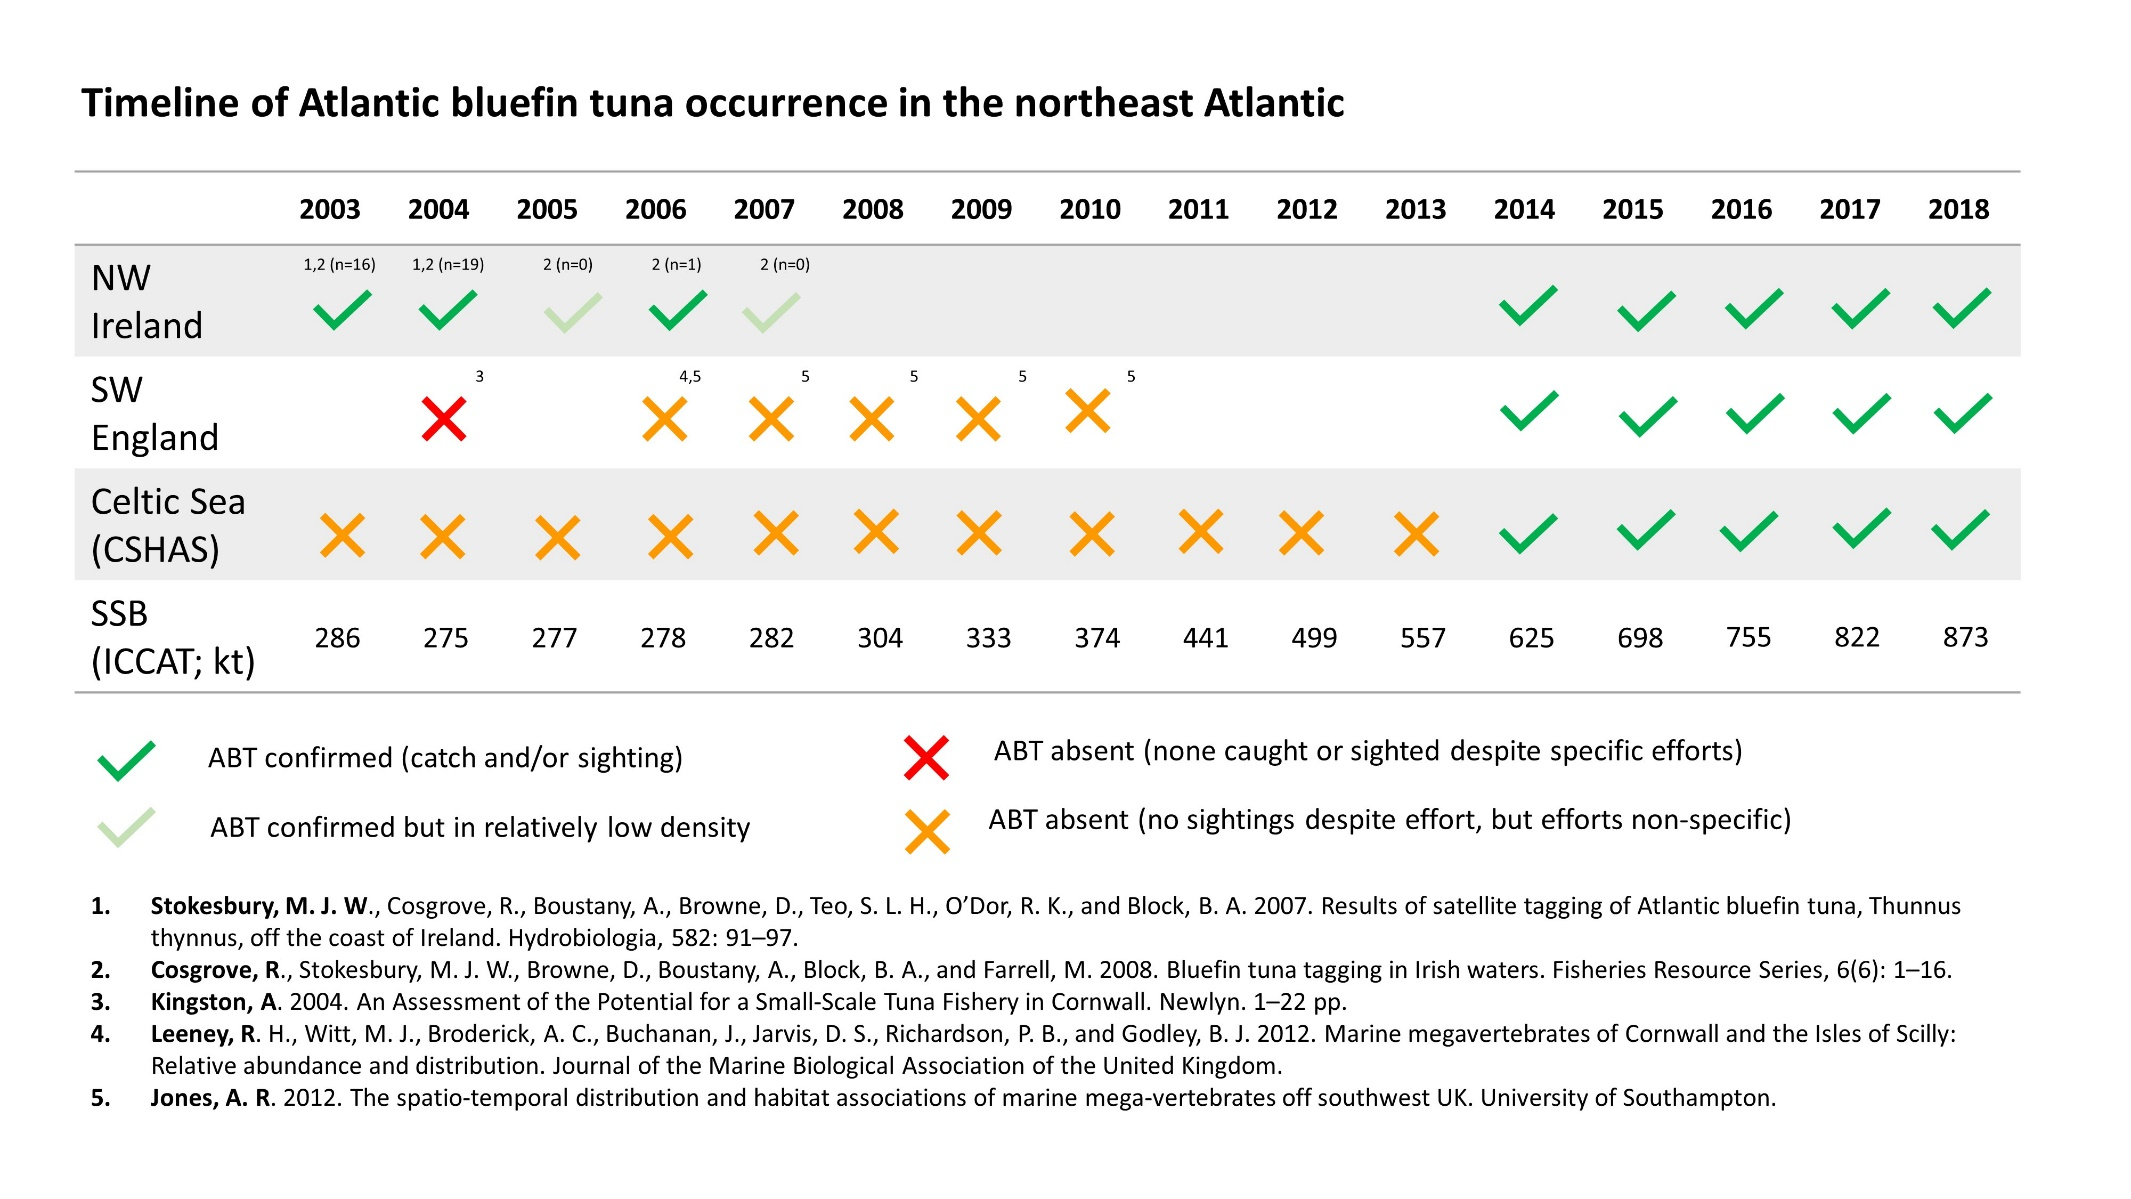 Timeline of Atlantic bluefin tuna occurrence in the northeast Atlantic
2003 2004 2005 2006 2007 2008 2009 2010 2011 2012 2013 2014 2015 2016 2017 2018
NW
Ireland
1,2 (n=16) 1,2 (n=19) 2 (n=0) 2 (n=1) 2 (n=0)
SW
England
3 4,5 5 5 5 5
Celtic Sea
(CSHAS)
SSB
(ICCAT; kt)
286 275 277 278 282 304 333 374 441 499 557 625 698 755 822 873
ABT confirmed (catch and/or sighting)
ABT absent (none caught or sighted despite specific efforts)
ABT confirmed but in relatively low density
ABT absent (no sightings despite effort, but efforts non-specific)
1. Stokesbury, M. J. W., Cosgrove, R., Boustany, A., Browne, D., Teo, S. L. H., O’Dor, R. K., and Block, B. A. 2007. Results of satellite tagging of Atlantic bluefin tuna, Thunnus
thynnus, off the coast of Ireland. Hydrobiologia, 582: 91–97.
2. Cosgrove, R., Stokesbury, M. J. W., Browne, D., Boustany, A., Block, B. A., and Farrell, M. 2008. Bluefin tuna tagging in Irish waters. Fisheries Resource Series, 6(6): 1–16.
3. Kingston, A. 2004. An Assessment of the Potential for a Small-Scale Tuna Fishery in Cornwall. Newlyn. 1–22 pp.
4. Leeney, R. H., Witt, M. J., Broderick, A. C., Buchanan, J., Jarvis, D. S., Richardson, P. B., and Godley, B. J. 2012. Marine megavertebrates of Cornwall and the Isles of Scilly:
Relative abundance and distribution. Journal of the Marine Biological Association of the United Kingdom.
5. Jones, A. R. 2012. The spatio-temporal distribution and habitat associations of marine mega-vertebrates off southwest UK. University of Southampton.